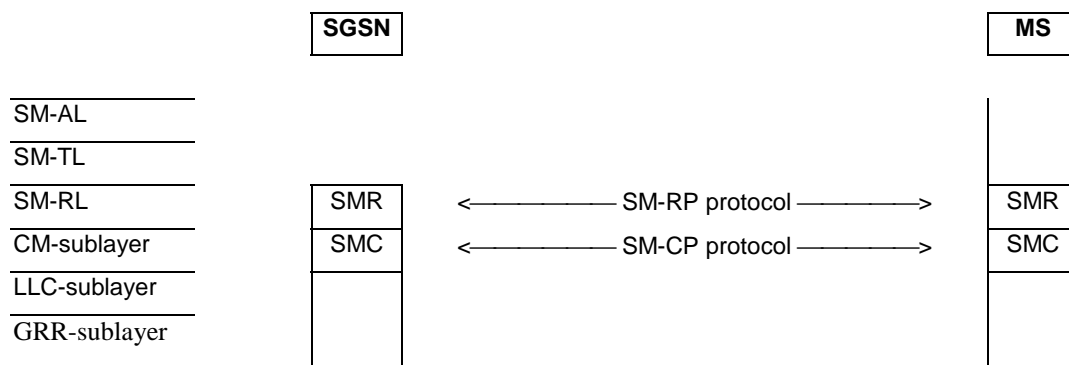 SGSN MS
SM-AL
SM-TL
SM-RL SMR <———————— SM-RP protocol ————————> SMR
CM-sublayer SMC <———————— SM-CP protocol ————————> SMC
LLC-sublayer
GRR-sublayer